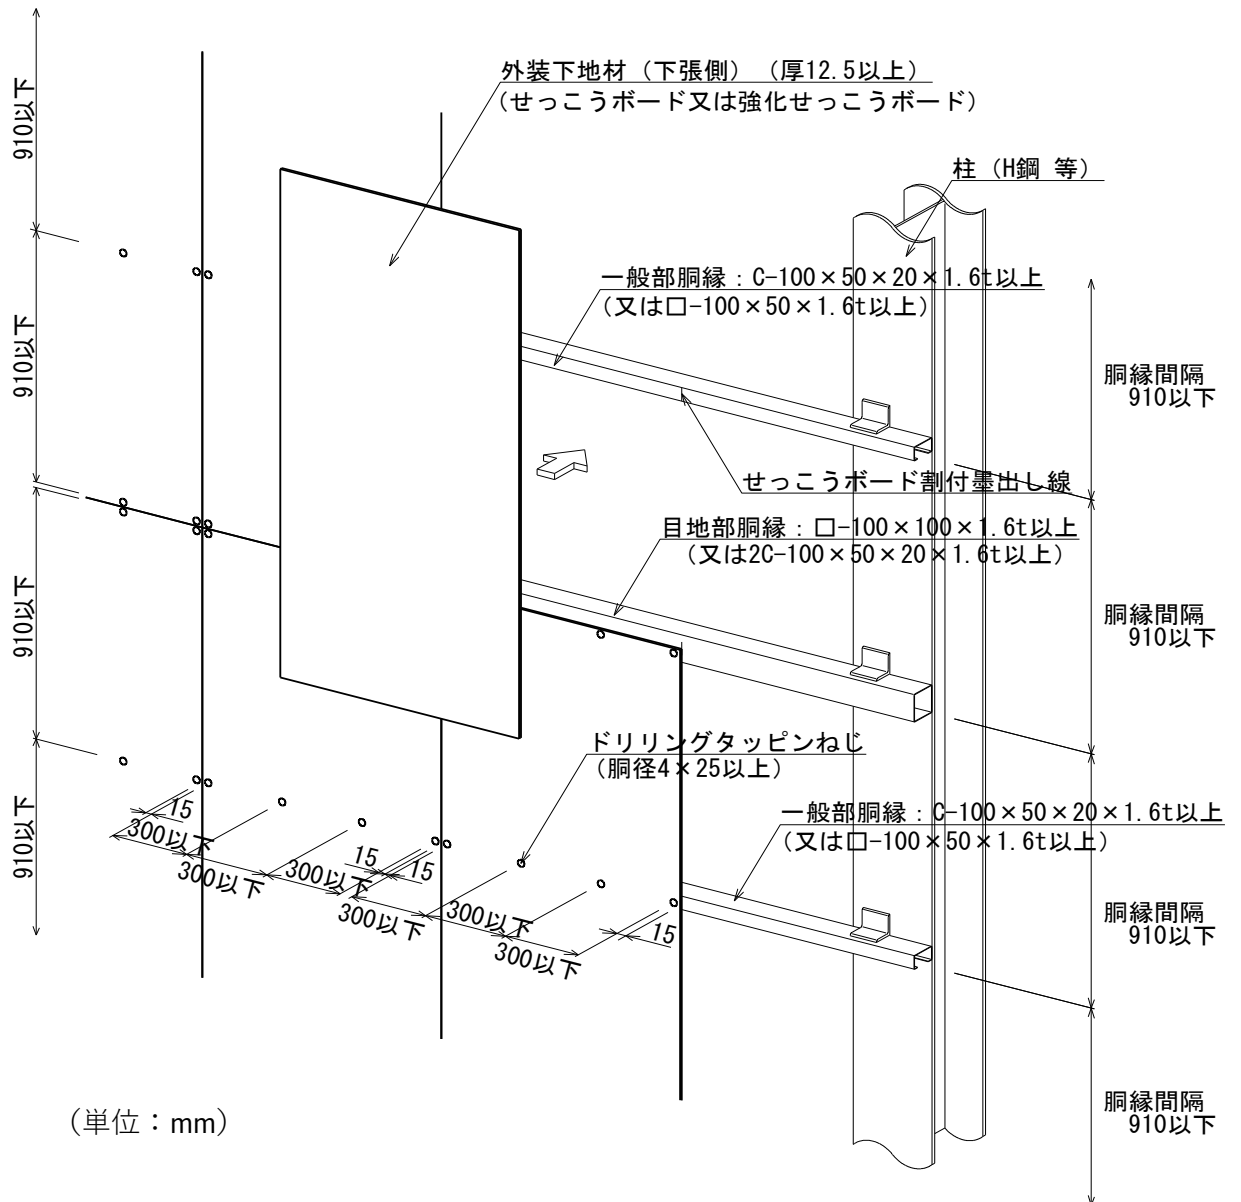 外装下地材（下張側）（厚12.5以上）
（せっこうボード又は強化せっこうボード）
柱（H鋼 等）
一般部胴縁：C-100×50×20×1.6t以上
（又は□-100×50×1.6t以上）
せっこうボード割付墨出し線
目地部胴縁：□-100×100×1.6t以上
（又は2C-100×50×20×1.6t以上）
ドリリングタッピンねじ
（胴径4×25以上）
一般部胴縁：C-100×50×20×1.6t以上
（又は□-100×50×1.6t以上）
910以下
910以下
910以下
910以下
胴縁間隔
910以下
胴縁間隔
910以下
胴縁間隔
910以下
胴縁間隔
910以下
15
300以下
300以下
300以下
15
15
300以下
300以下
300以下
15
（単位：mm）